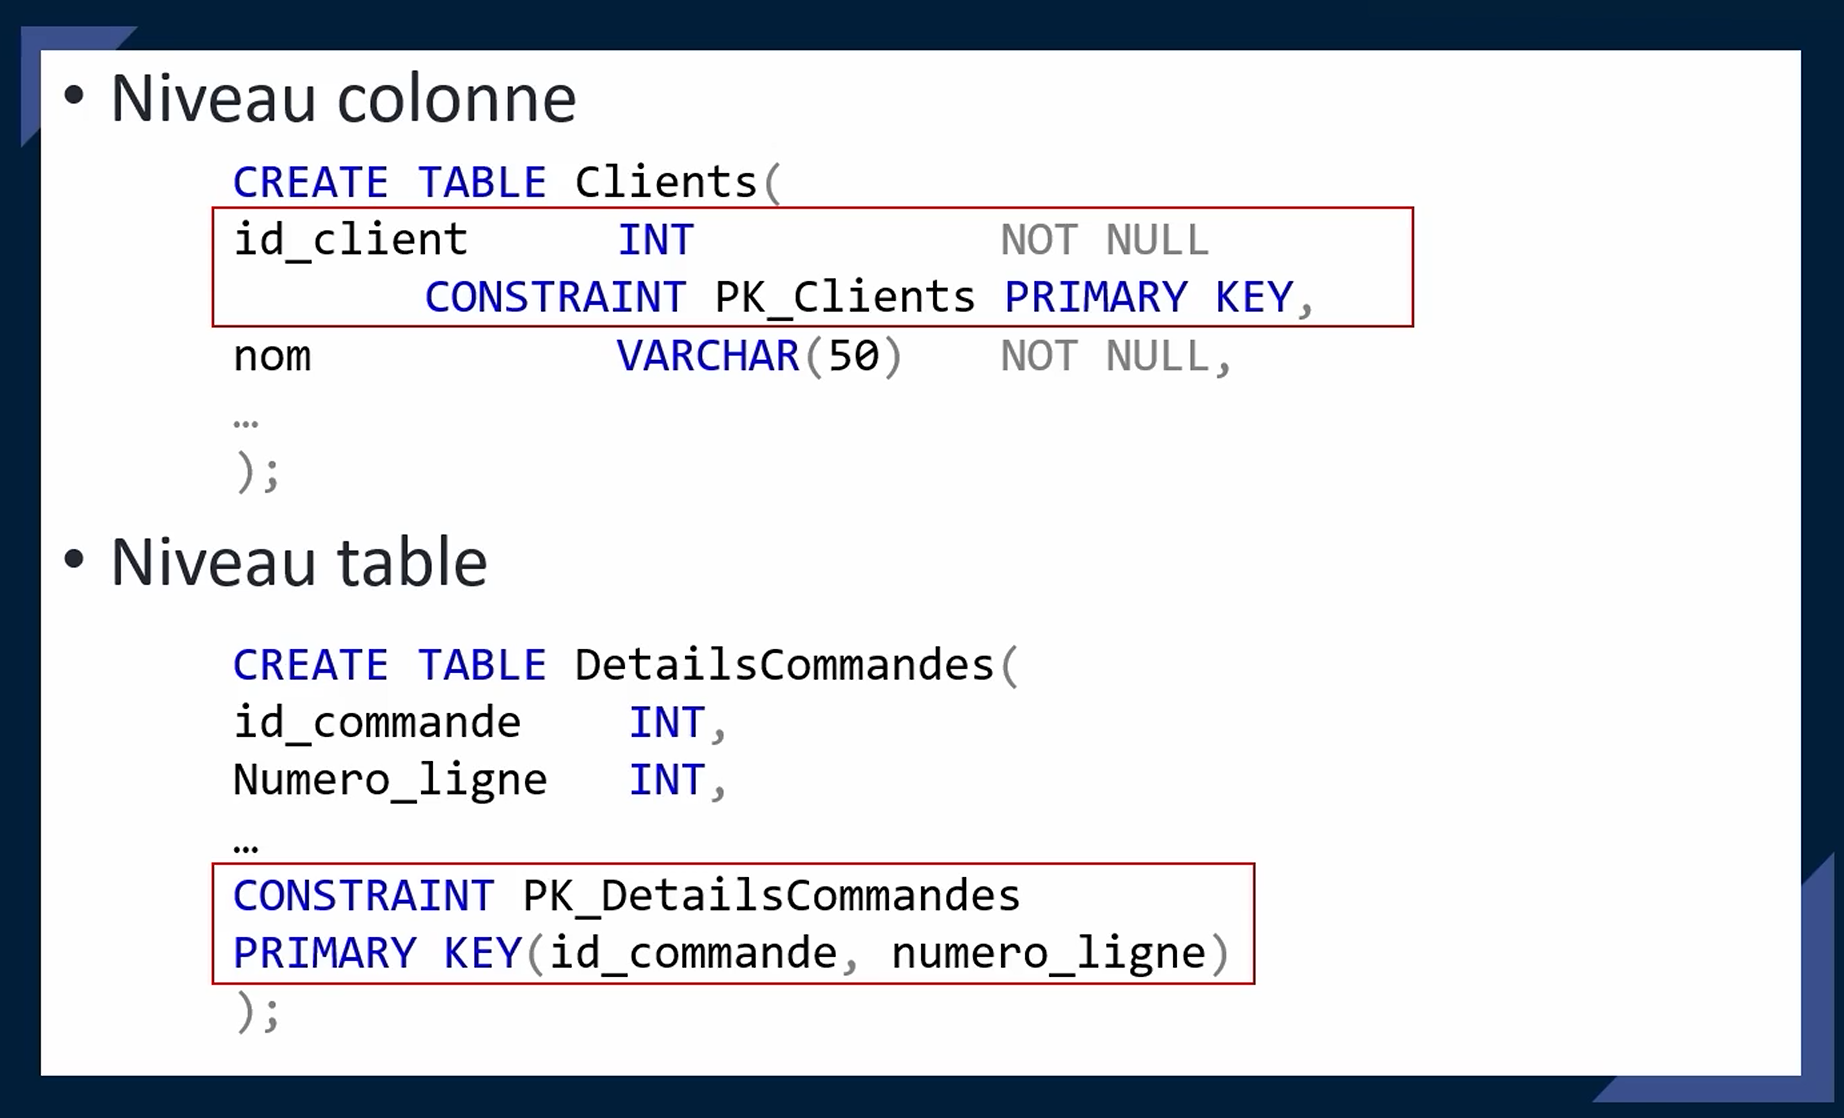 • Niveau colonne
CREATE TABLE Clients(
id_client INT NOT NULL
CONSTRAINT PK_Clients PRIMARY KEY,
nom VARCHAR(50) NOT NULL,
…
);
• Niveau table
CREATE TABLE DetailsCommandes(
id_commande INT,
Numero_ligne INT,
…
CONSTRAINT PK_DetailsCommandes
PRIMARY KEY(id_commande, numero_ligne)
);